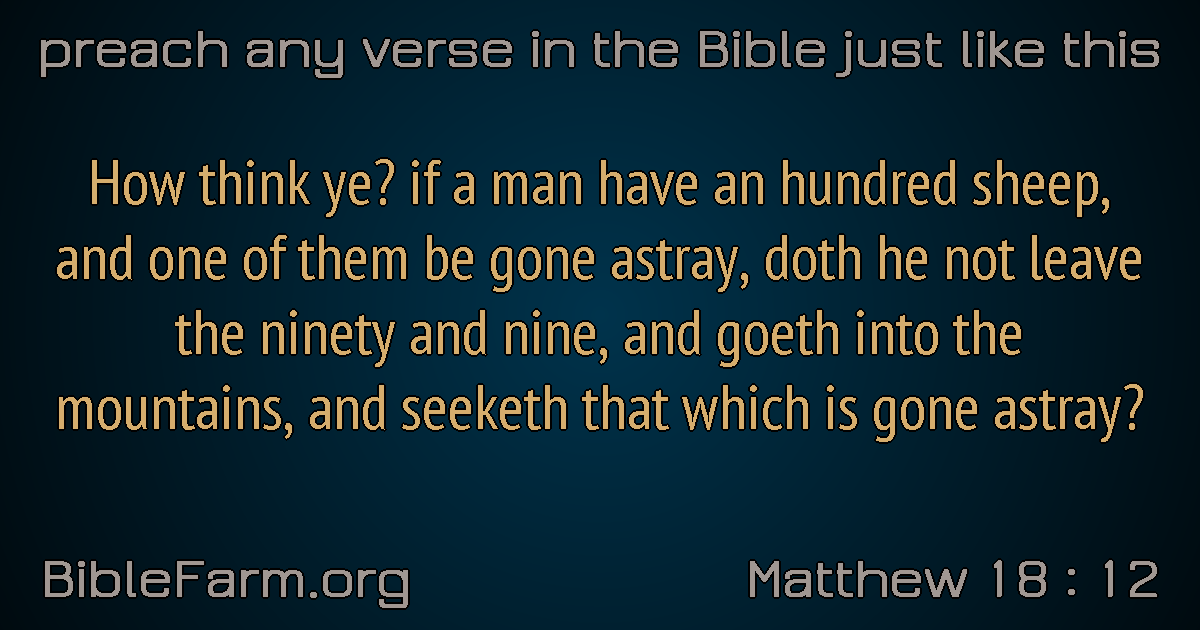 preach any verse in the Bible just like this
How think ye? if a man have an hundred sheep,
and one of them be gone astray, doth he not leave
the ninety and nine, and goeth into the
mountains, and seeketh that which is gone astray?
BibleFarm.org
Matthew 18 : 12